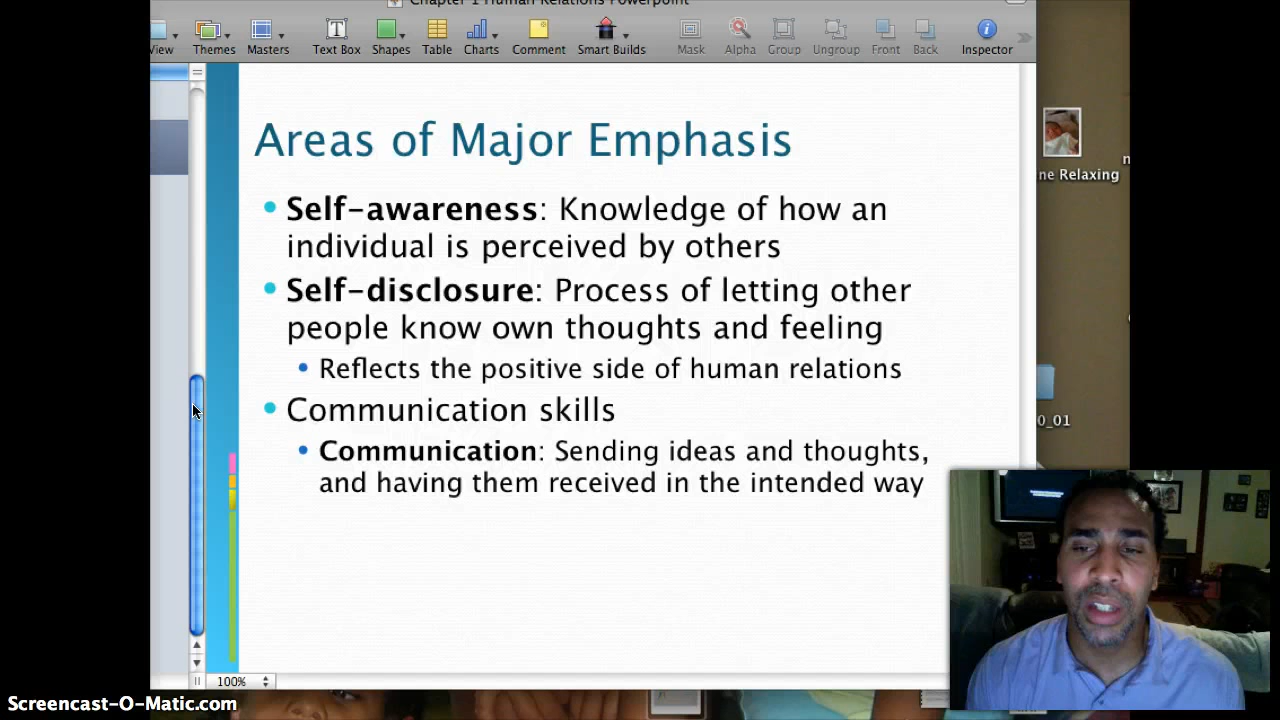 Chapter 1 Human Relations Powerpoint
View Themes Masters Text Box Shapes Table Charts Comment Smart Builds Mask Alpha Group Ungroup Front Back Inspector
Areas of Major Emphasis
• Self-awareness: Knowledge of how an
individual is perceived by others
ne Relaxing
• Self-disclosure: Process of letting other
people know own thoughts and feeling
• Reflects the positive side of human relations
• Communication skills
0_01
• Communication: Sending ideas and thoughts,
and having them received in the intended way
100%
Screencast-O-Matic.com